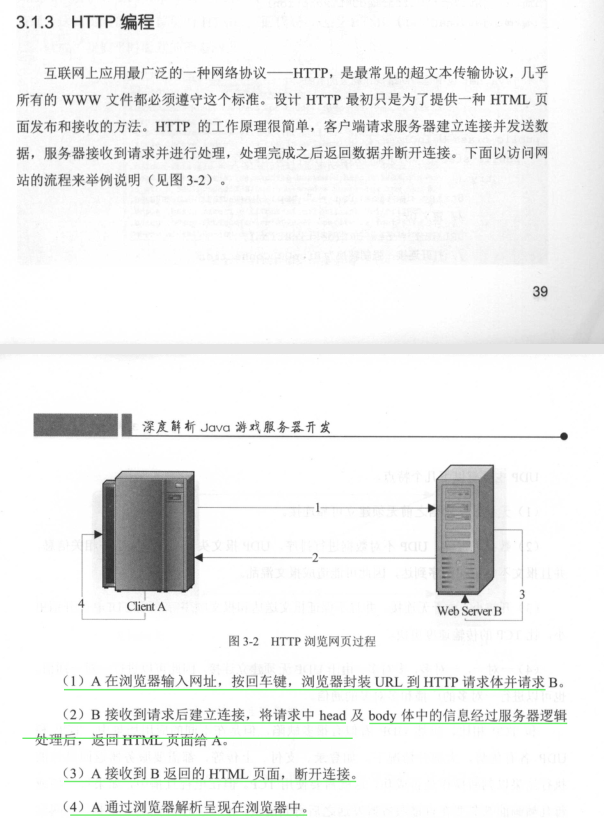 3.1.3 HTTP 编程
互联网上应用最广泛的一种网络协议——HTTP，是最常见的超文本传输协议，几乎
所有的 WWW 文件都必须遵守这个标准。设计 HTTP 最初只是为了提供一种 HTML 页
面发布和接收的方法。HTTP 的工作原理很简单，客户端请求服务器建立连接并发送数
据，服务器接收到请求并进行处理，处理完成之后返回数据并断开连接。下面以访问网
站的流程来举例说明（见图 3-2）。
39
深度解析 Java 游戏服务器开发
1
2
3
4
Client A
Web Server B
图 3-2 HTTP 浏览网页过程
（1）A 在浏览器输入网址，按回车键，浏览器封装 URL 到 HTTP 请求体并请求 B。
（2）B 接收到请求后建立连接，将请求中 head 及 body 体中的信息经过服务器逻辑
处理后，返回 HTML 页面给 A。
（3）A 接收到 B 返回的 HTML 页面，断开连接。
（4）A 通过浏览器解析呈现在浏览器中。